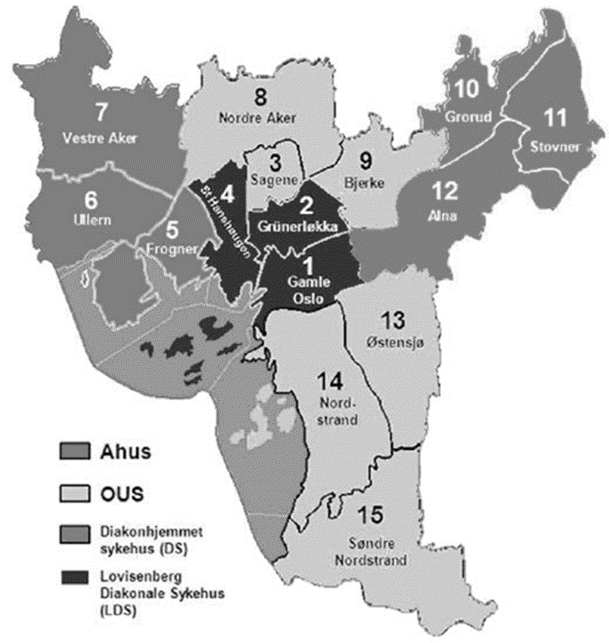 7
Vestre Aker
8
Nordre Aker
10
Grorud
11
Stovner
3
Sagene
9
Bjerke
6
Ullern
5
Frogner
4
St Hanshaugen
2
Grünerløkka
12
Alna
1
Gamle
Oslo
13
Østensjø
14
Nord-
strand
15
Søndre
Nordstrand
Ahus
OUS
Diakonhjemmet
sykehus (DS)
Lovisenberg
Diakonale Sykehus
(LDS)